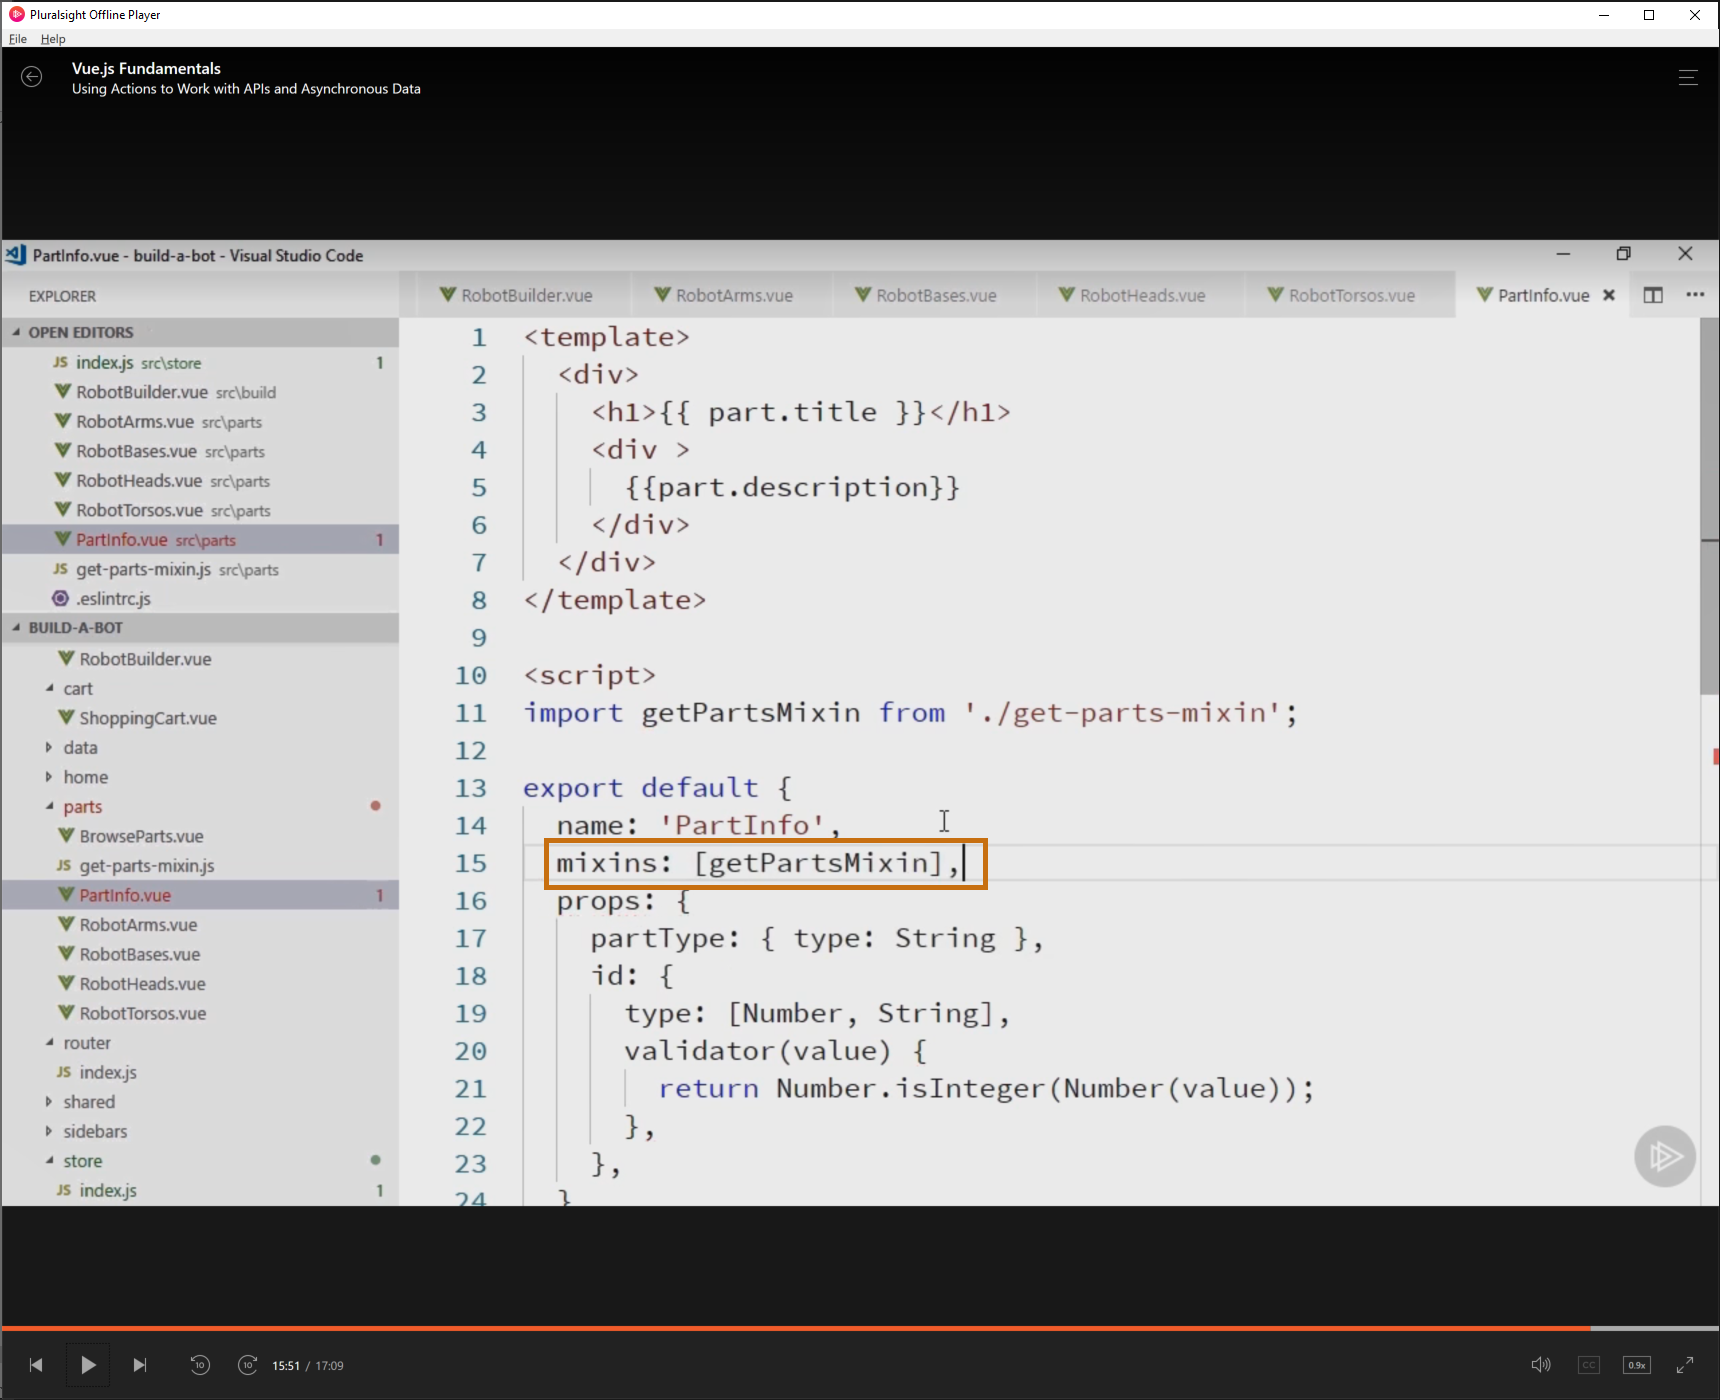 Pluralsight Offline Player
File Help
Vue.js Fundamentals
Using Actions to Work with APIs and Asynchronous Data
PartInfo.vue - build-a-bot - Visual Studio Code
EXPLORER
RobotBuilder.vue RobotArms.vue RobotBases.vue RobotHeads.vue RobotTorsos.vue PartInfo.vue
OPEN EDITORS
JS index.js src\store 1
RobotBuilder.vue src\build
RobotArms.vue src\parts
RobotBases.vue src\parts
RobotHeads.vue src\parts
RobotTorsos.vue src\parts
PartInfo.vue src\parts 1
JS get-parts-mixin.js src\parts
.eslintrc.js
BUILD-A-BOT
RobotBuilder.vue
cart
ShoppingCart.vue
data
home
parts
BrowseParts.vue
JS get-parts-mixin.js
PartInfo.vue 1
RobotArms.vue
RobotBases.vue
RobotHeads.vue
RobotTorsos.vue
router
JS index.js
shared
sidebars
store
JS index.js 1
1 <template>
2 <div>
3 <h1>{{ part.title }}</h1>
4 <div >
5 {{part.description}}
6 </div>
7 </div>
8 </template>
9
10 <script>
11 import getPartsMixin from './get-parts-mixin';
12
13 export default {
14 name: 'PartInfo',
15 mixins: [getPartsMixin],
16 props: {
17 partType: { type: String },
18 id: {
19 type: [Number, String],
20 validator(value) {
21 return Number.isInteger(Number(value));
22 },
23 },
24 }
10 10 15:51 / 17:09 CC 0.9x